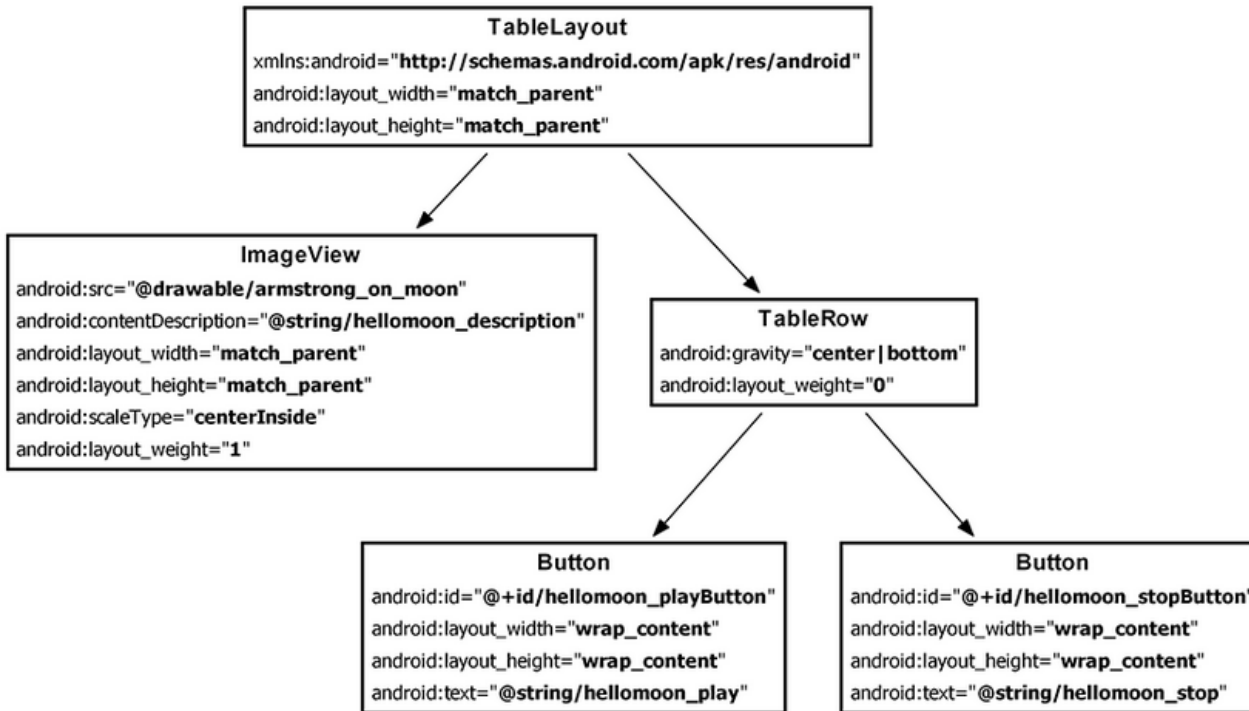 TableLayout
xmlns:android="http://schemas.android.com/apk/res/android"
android:layout_width="match_parent"
android:layout_height="match_parent"
ImageView
android:src="@drawable/armstrong_on_moon"
android:contentDescription="@string/hellomoon_description"
android:layout_width="match_parent"
android:layout_height="match_parent"
android:scaleType="centerInside"
android:layout_weight="1"
TableRow
android:gravity="center|bottom"
android:layout_weight="0"
Button
android:id="@+id/hellomoon_playButton"
android:layout_width="wrap_content"
android:layout_height="wrap_content"
android:text="@string/hellomoon_play"
Button
android:id="@+id/hellomoon_stopButton"
android:layout_width="wrap_content"
android:layout_height="wrap_content"
android:text="@string/hellomoon_stop"